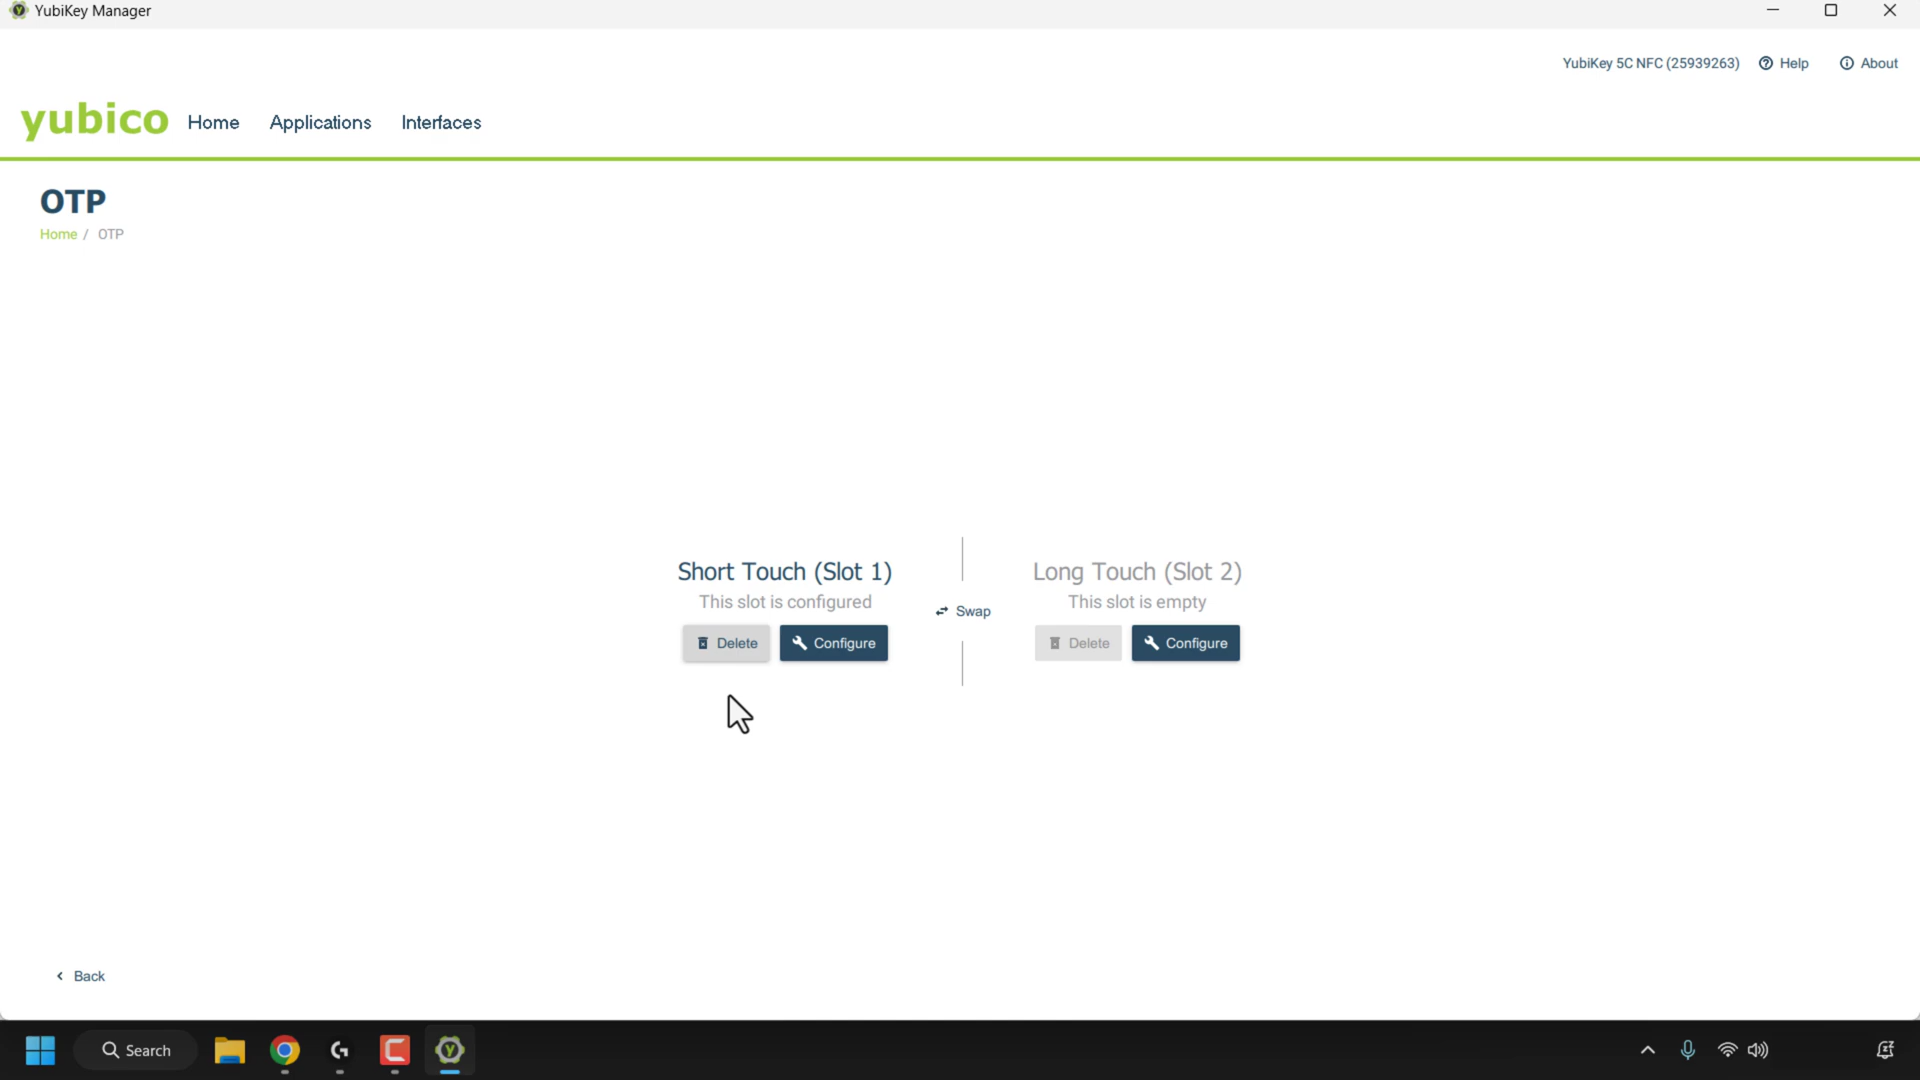 YubiKey Manager
YubiKey 5C NFC (25939263) Help About
yubico Home Applications Interfaces
OTP
Home / OTP
Short Touch (Slot 1)
This slot is configured
Delete Configure
Swap
Long Touch (Slot 2)
This slot is empty
Delete Configure
Back
Search